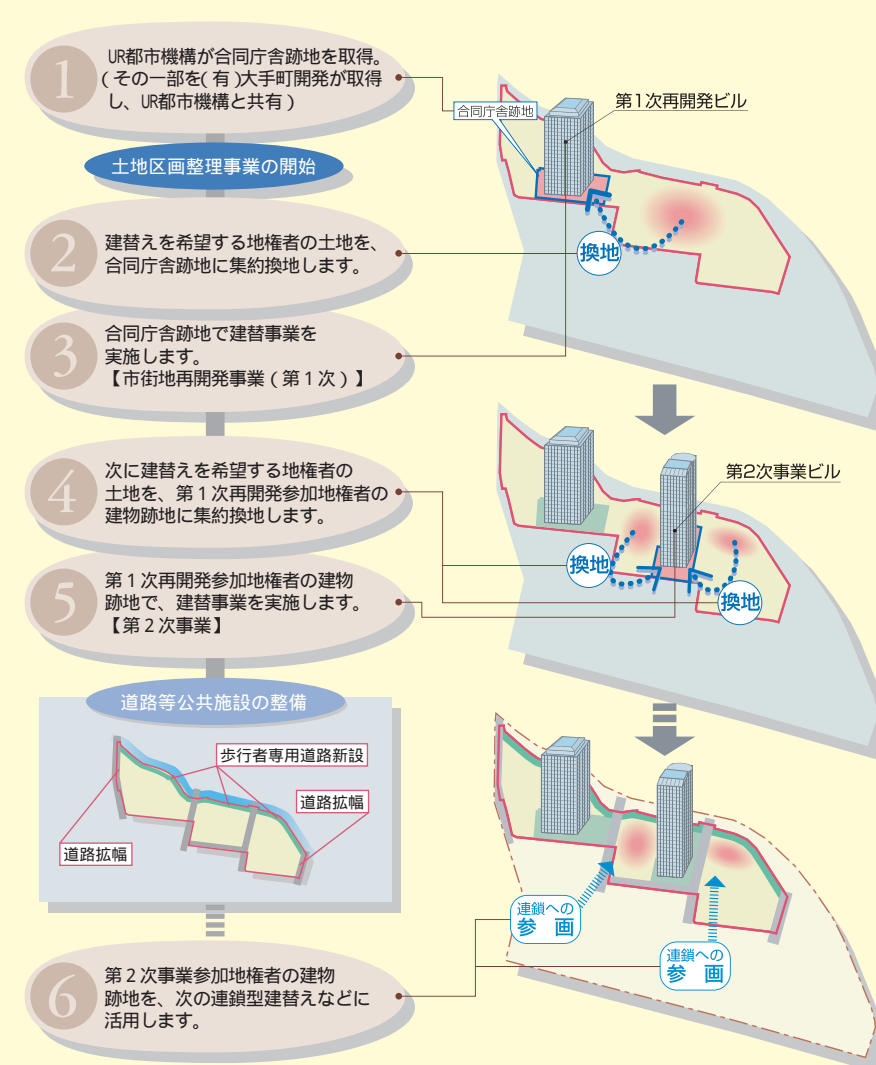 1
UR都市機構が合同庁舎跡地を取得。
(その一部を(有)大手町開発が取得
し、UR都市機構と共有)
土地区画整理事業の開始
2
建替えを希望する地権者の土地を、
合同庁舎跡地に集約換地します。
3
合同庁舎跡地で建替事業を
実施します。
【市街地再開発事業(第1次)】
合同庁舎跡地
第1次再開発ビル
換地
4
次に建替えを希望する地権者の
土地を、第1次再開発参加地権者の
建物跡地に集約換地します。
5
第1次再開発参加地権者の建物
跡地で、建替事業を実施します。
【第2次事業】
第2次事業ビル
換地
換地
道路等公共施設の整備
歩行者専用道路新設
道路拡幅
道路拡幅
連鎖への
参 画
連鎖への
参 画
6
第2次事業参加地権者の建物
跡地を、次の連鎖型建替えなどに
活用します。